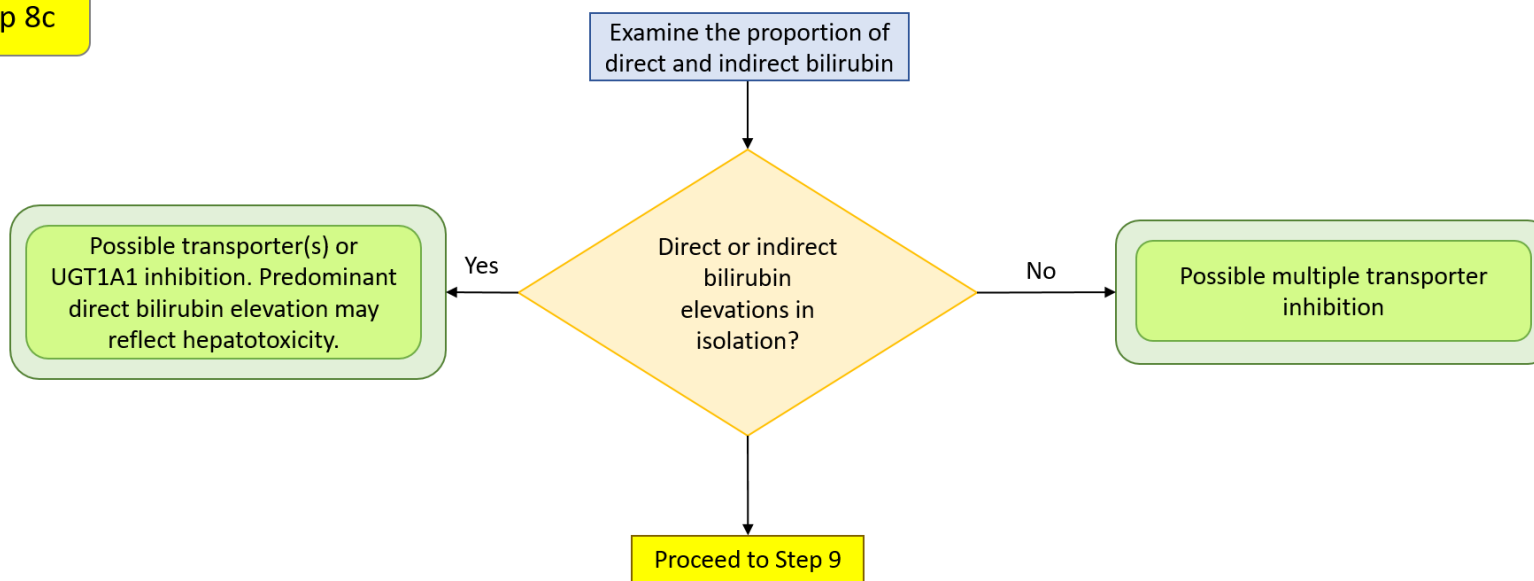 p 8c
Examine the proportion of
direct and indirect bilirubin
Direct or indirect
bilirubin
elevations in
isolation?
Yes
Possible transporter(s) or
UGT1A1 inhibition. Predominant
direct bilirubin elevation may
reflect hepatotoxicity.
No
Possible multiple transporter
inhibition
Proceed to Step 9